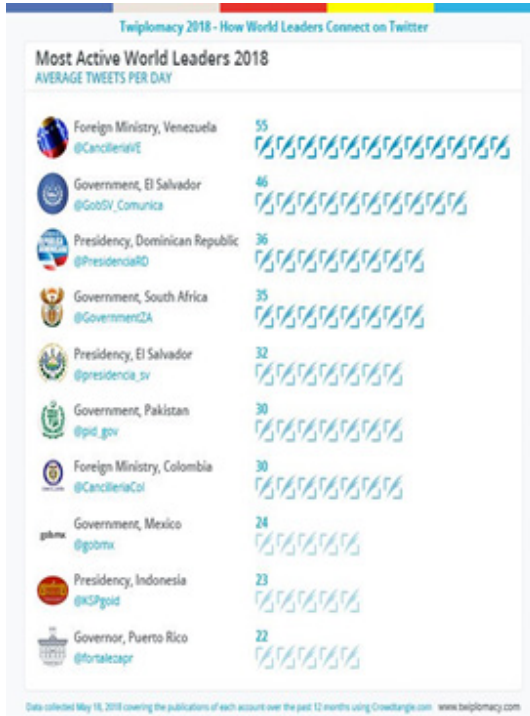 Twiplomacy 2018 - How World Leaders Connect on Twitter
Most Active World Leaders 2018
AVERAGE TWEETS PER DAY
Foreign Ministry, Venezuela 55
@CancilleriaVE
Government, El Salvador 46
@GobSV_Comunica
Presidency, Dominican Republic 36
@PresidenciaRD
Government, South Africa 35
@GovernmentZA
Presidency, El Salvador 32
@presidencia_sv
Government, Pakistan 30
@pid_gov
Foreign Ministry, Colombia 30
@CancilleriaCol
gobmx Government, Mexico 24
@gobmx
Presidency, Indonesia 23
@KSPgoid
Governor, Puerto Rico 22
@fortalezapr
Data collected May 18, 2018 covering the publications of each account over the past 12 months using Crowdtangle.com www.twiplomacy.com